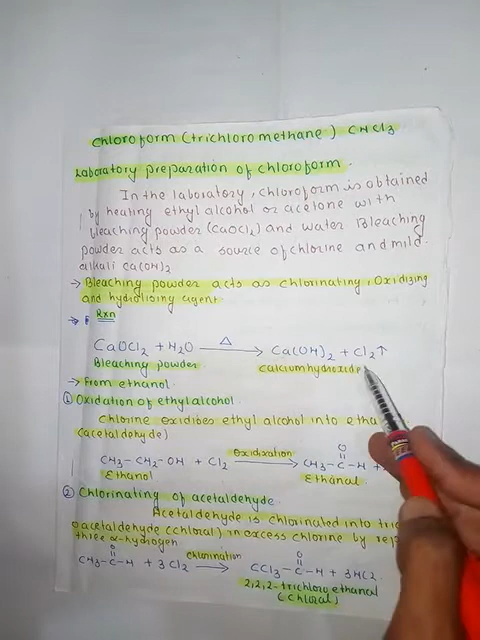 Chloroform (trichloromethane) CHCl3
Laboratory preparation of chloroform.
In the laboratory, chloroform is obtained
by heating ethyl alcohol or acetone with
bleaching powder (CaOCl2) and water Bleaching
powder acts as a source of chlorine and mild
alkali Ca(OH)2
→ Bleaching powder acts as chlorinating, Oxidizing
and hydrolising agent.
→ Rxn
CaOCl2 + H2O —Δ→ Ca(OH)2 + Cl2↑
Bleaching powder calcium hydroxide
→ From ethanol
① Oxidation of ethyl alcohol
Chlorine oxidises ethyl alcohol into
(acetaldehyde)
CH3-CH2-OH + Cl2 —Oxidixation→ CH3-C-H +
O
Ethanol Ethanal
② Chlorinating of acetaldehyde
Acetaldehyde is chlorinated into
acetaldehyde (chloral) in excess chlorine by
three α-hydrogen
CH3-C-H + 3Cl2 —chlorination→ CCl3-C-H + 3HCl
O O
2,2,2-trichloroethanal
(chloral)